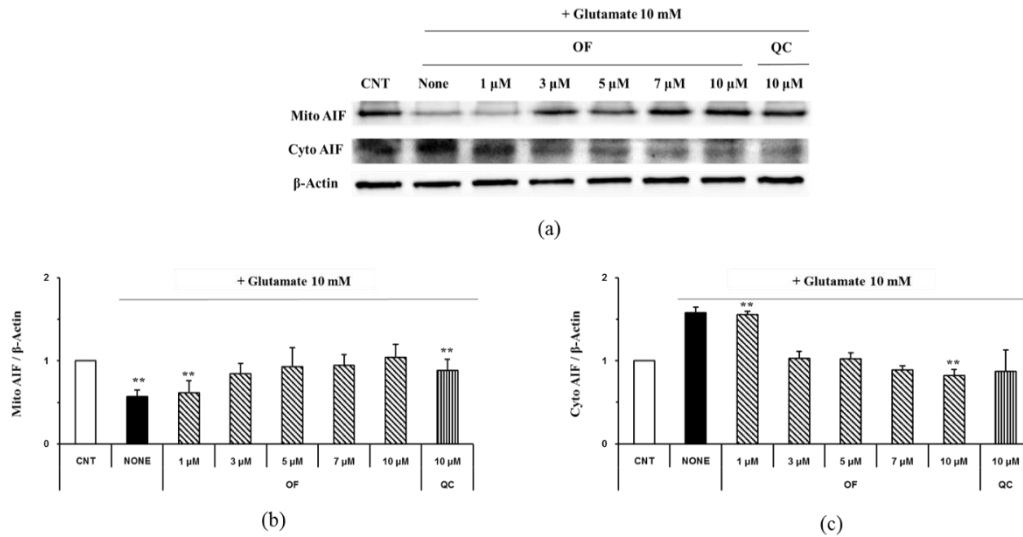 + Glutamate 10 mM
OF QC
CNT None 1 µM 3 µM 5 µM 7 µM 10 µM 10 µM
Mito AIF
Cyto AIF
β-Actin
(a)
+ Glutamate 10 mM
Mito AIF / β-Actin
2
1
0
** ** **
CNT NONE 1 µM 3 µM 5 µM 7 µM 10 µM 10 µM
OF QC
(b)
+ Glutamate 10 mM
Cyto AIF / β-Actin
2
1
0
** **
CNT NONE 1 µM 3 µM 5 µM 7 µM 10 µM 10 µM
OF QC
(c)